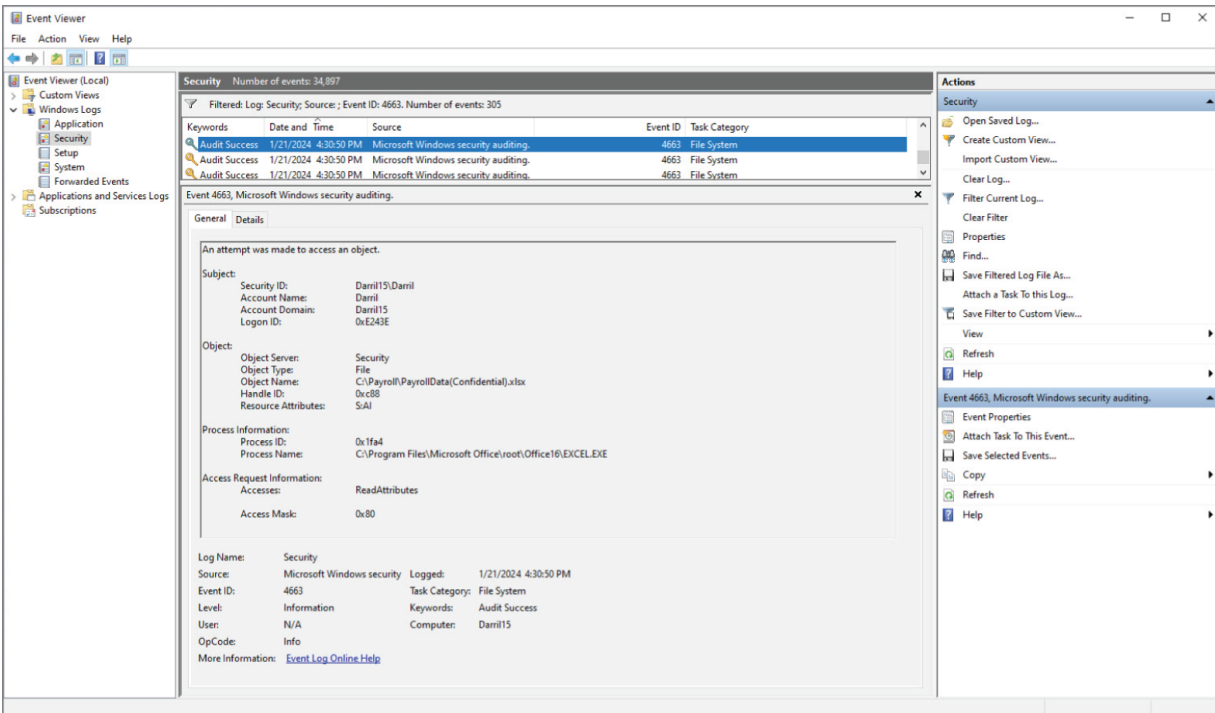 Event Viewer
File Action View Help
Event Viewer (Local)
Custom Views
Windows Logs
Application
Security
Setup
System
Forwarded Events
Applications and Services Logs
Subscriptions
Security Number of events: 34,897
Filtered: Log: Security; Source: ; Event ID: 4663. Number of events: 305
Keywords Date and Time Source Event ID Task Category
Audit Success 1/21/2024 4:30:50 PM Microsoft Windows security auditing. 4663 File System
Audit Success 1/21/2024 4:30:50 PM Microsoft Windows security auditing. 4663 File System
Audit Success 1/21/2024 4:30:50 PM Microsoft Windows security auditing. 4663 File System
Event 4663, Microsoft Windows security auditing.
General Details
An attempt was made to access an object.
Subject:
Security ID: Darril15\Darril
Account Name: Darril
Account Domain: Darril15
Logon ID: 0xE243E
Object:
Object Server: Security
Object Type: File
Object Name: C:\Payroll\PayrollData(Confidential).xlsx
Handle ID: 0xc88
Resource Attributes: S:AI
Process Information:
Process ID: 0x1fa4
Process Name: C:\Program Files\Microsoft Office\root\Office16\EXCEL.EXE
Access Request Information:
Accesses: ReadAttributes
Access Mask: 0x80
Log Name: Security
Source: Microsoft Windows security Logged: 1/21/2024 4:30:50 PM
Event ID: 4663 Task Category: File System
Level: Information Keywords: Audit Success
User: N/A Computer: Darril15
OpCode: Info
More Information: Event Log Online Help
Actions
Security
Open Saved Log...
Create Custom View...
Import Custom View...
Clear Log...
Filter Current Log...
Clear Filter
Properties
Find...
Save Filtered Log File As...
Attach a Task To this Log...
Save Filter to Custom View...
View
Refresh
Help
Event 4663, Microsoft Windows security auditing.
Event Properties
Attach Task To This Event...
Save Selected Events...
Copy
Refresh
Help